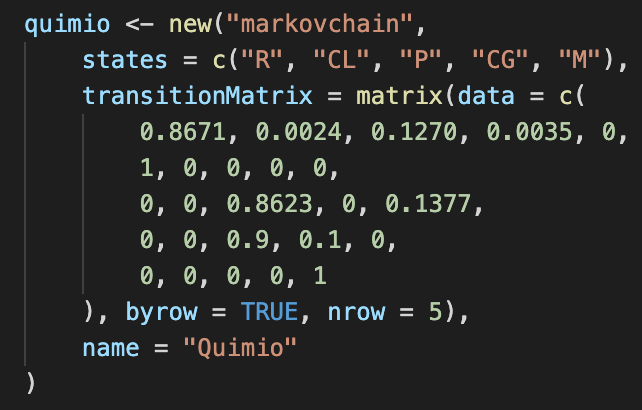 quimio <- new("markovchain",
    states = c("R", "CL", "P", "CG", "M"),
    transitionMatrix = matrix(data = c(
        0.8671, 0.0024, 0.1270, 0.0035, 0,
        1, 0, 0, 0, 0,
        0, 0, 0.8623, 0, 0.1377,
        0, 0, 0.9, 0.1, 0,
        0, 0, 0, 0, 1
    ), byrow = TRUE, nrow = 5),
    name = "Quimio"
)